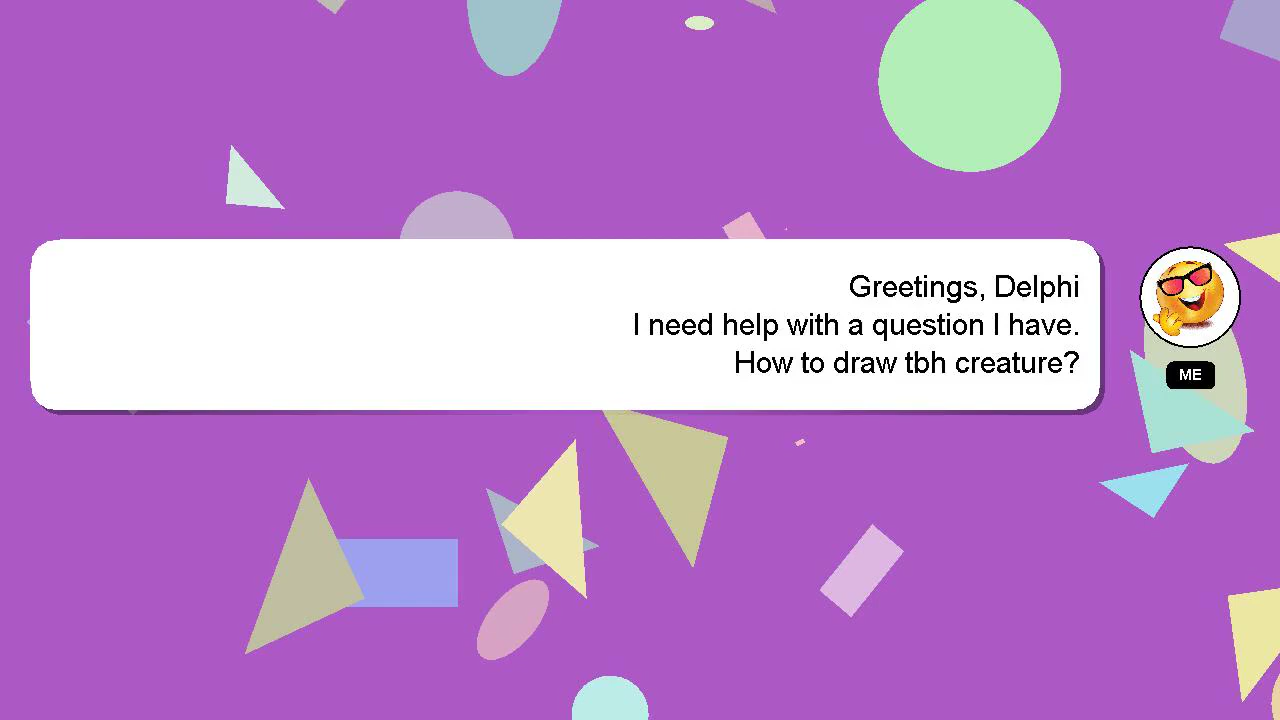 Greetings, Delphi
I need help with a question I have.
How to draw tbh creature?
ME